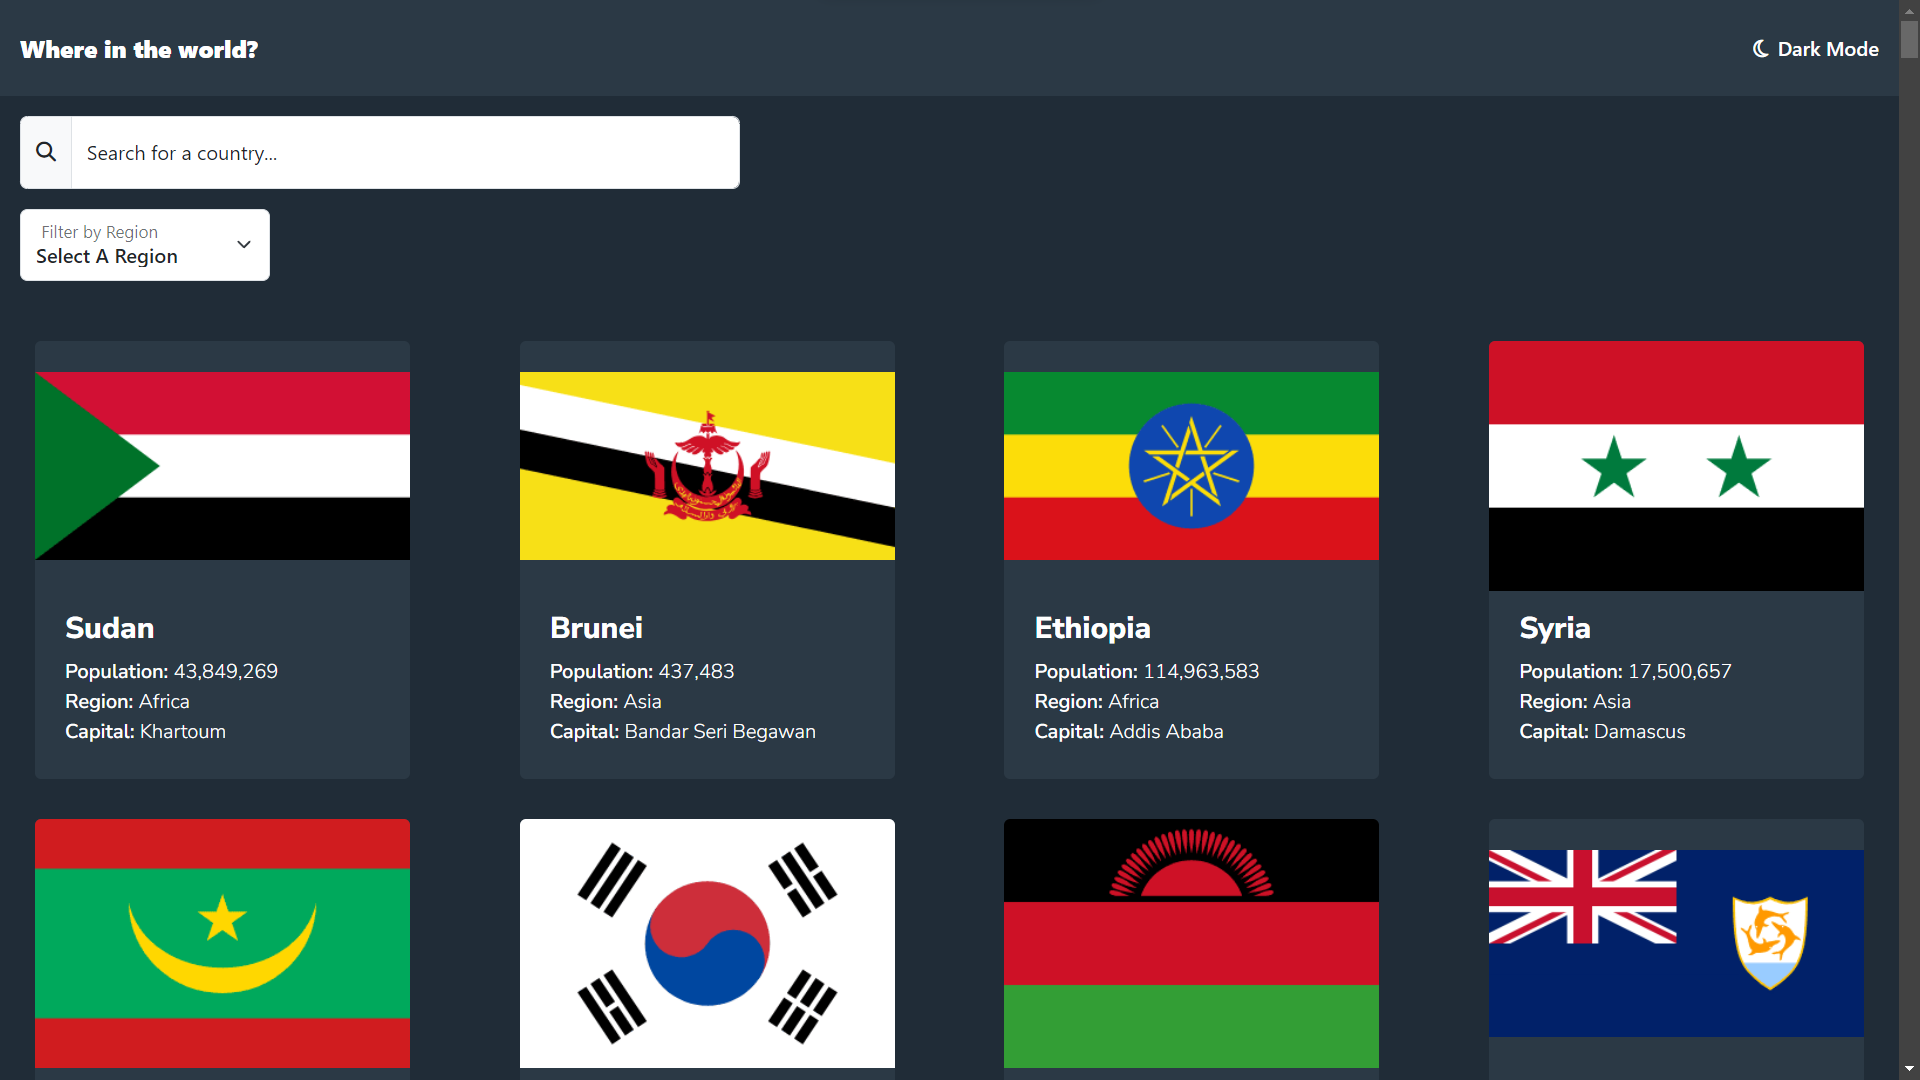 Where in the world?
Dark Mode
Search for a country...
Filter by Region
Select A Region
Sudan
Population: 43,849,269
Region: Africa
Capital: Khartoum
Brunei
Population: 437,483
Region: Asia
Capital: Bandar Seri Begawan
Ethiopia
Population: 114,963,583
Region: Africa
Capital: Addis Ababa
Syria
Population: 17,500,657
Region: Asia
Capital: Damascus